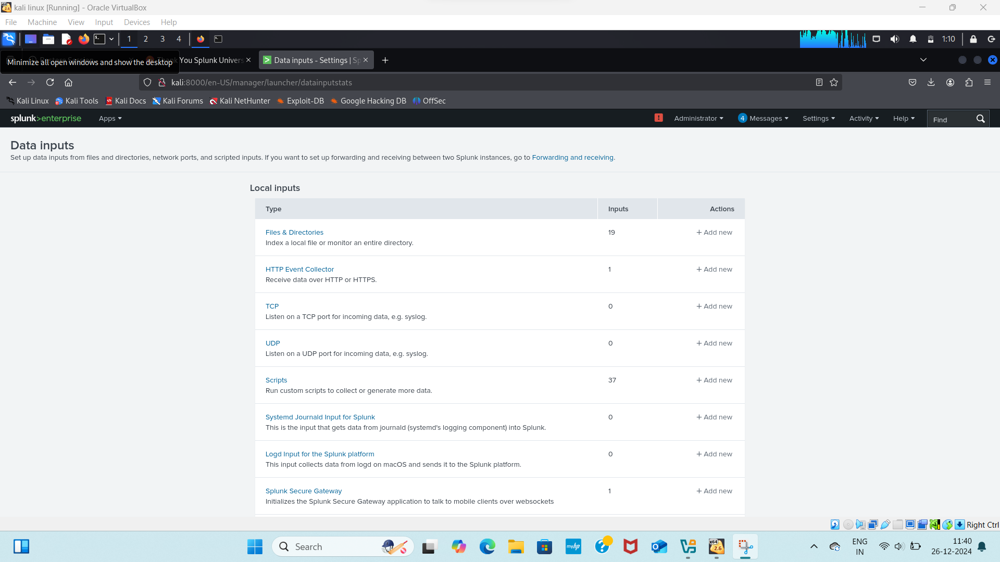 kali linux [Running] - Oracle VirtualBox
File Machine View Input Devices Help
1 2 3 4 1:10
Minimize all open windows and show the desktop
You Splunk Univers Data inputs - Settings | Sp
kali:8000/en-US/manager/launcher/datainputstats
Kali Linux Kali Tools Kali Docs Kali Forums Kali NetHunter Exploit-DB Google Hacking DB OffSec
splunk>enterprise Apps Administrator 4 Messages Settings Activity Help Find
Data inputs
Set up data inputs from files and directories, network ports, and scripted inputs. If you want to set up forwarding and receiving between two Splunk instances, go to Forwarding and receiving.
Local inputs
Type Inputs Actions
Files & Directories 19 + Add new
Index a local file or monitor an entire directory.
HTTP Event Collector 1 + Add new
Receive data over HTTP or HTTPS.
TCP 0 + Add new
Listen on a TCP port for incoming data, e.g. syslog.
UDP 0 + Add new
Listen on a UDP port for incoming data, e.g. syslog.
Scripts 37 + Add new
Run custom scripts to collect or generate more data.
Systemd Journald Input for Splunk 0 + Add new
This is the input that gets data from journald (systemd's logging component) into Splunk.
Logd Input for the Splunk platform 0 + Add new
This input collects data from logd on macOS and sends it to the Splunk platform.
Splunk Secure Gateway 1 + Add new
Initializes the Splunk Secure Gateway application to talk to mobile clients over websockets
Right Ctrl
Search myhp x64 2.6 ENG 11:40
IN 26-12-2024